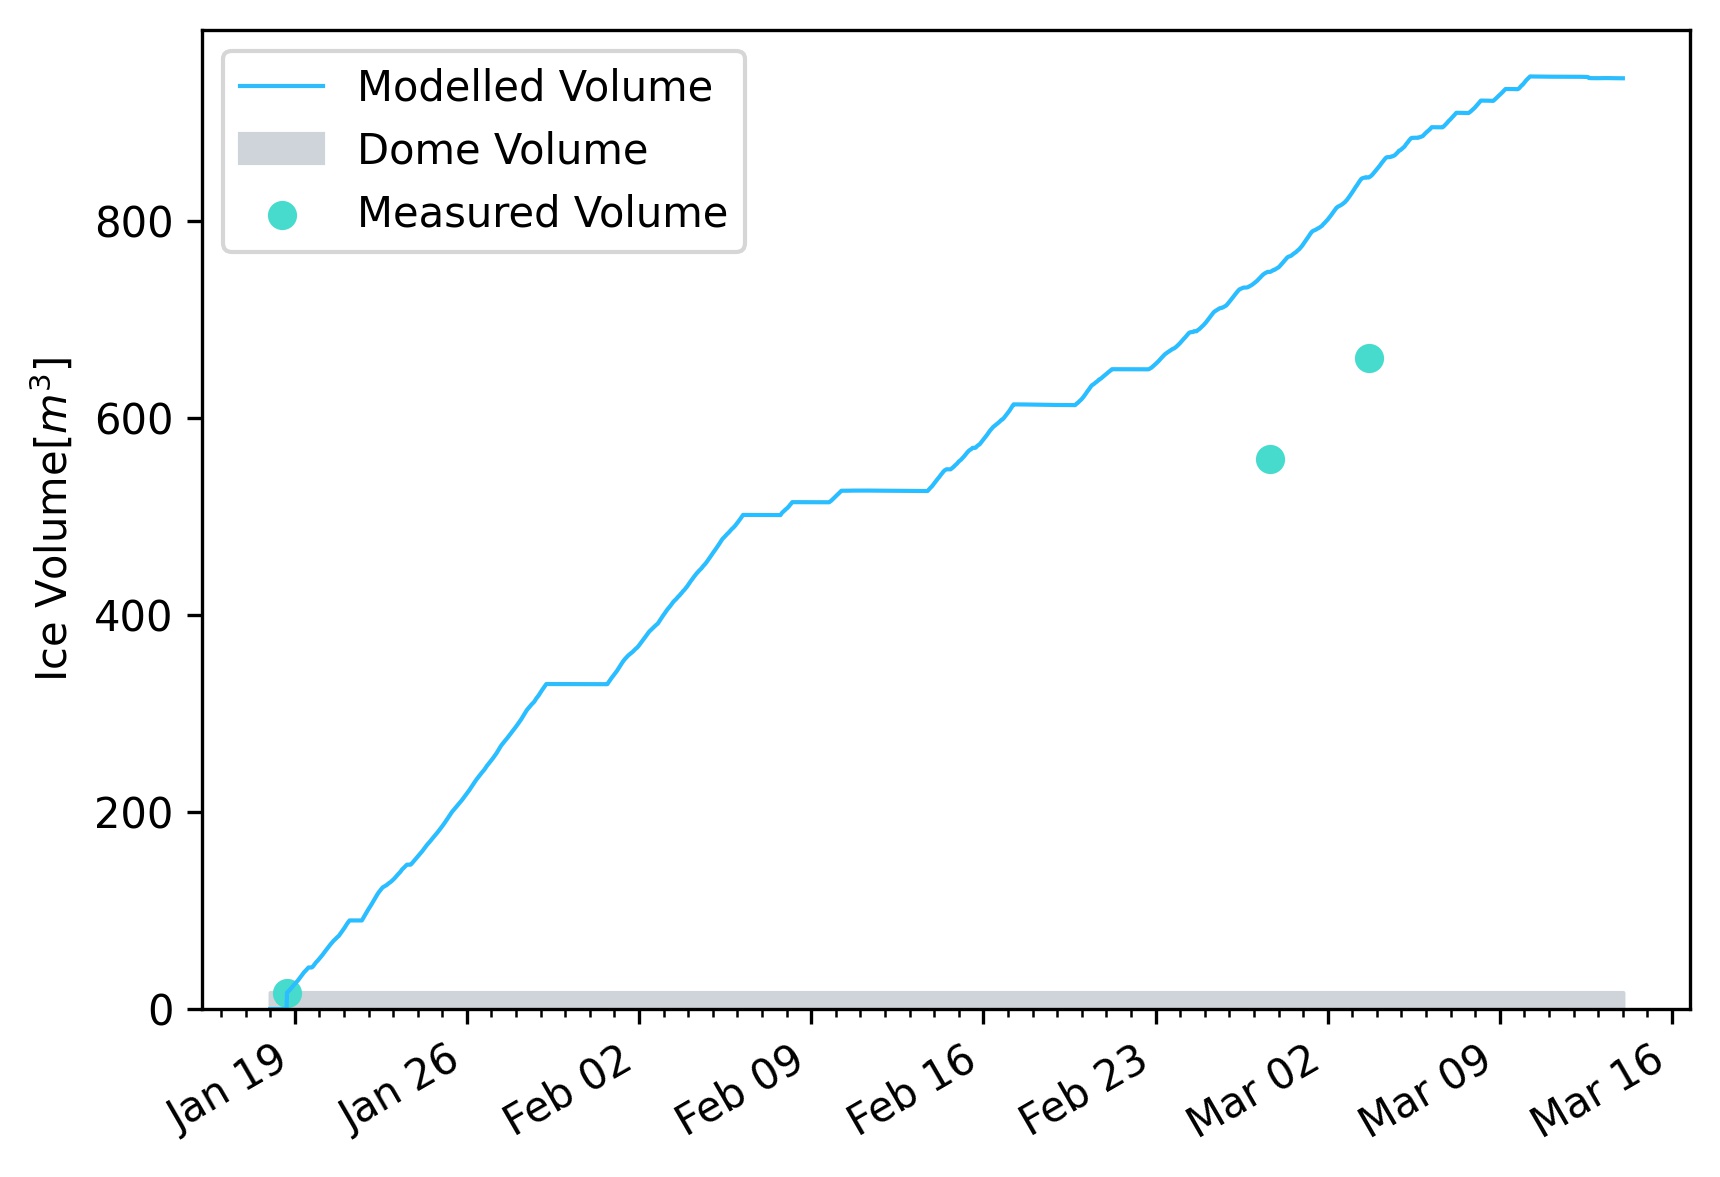 Modelled Volume
Dome Volume
Measured Volume
Ice Volume[m³]
800
600
400
200
0
Jan 19
Jan 26
Feb 02
Feb 09
Feb 16
Feb 23
Mar 02
Mar 09
Mar 16